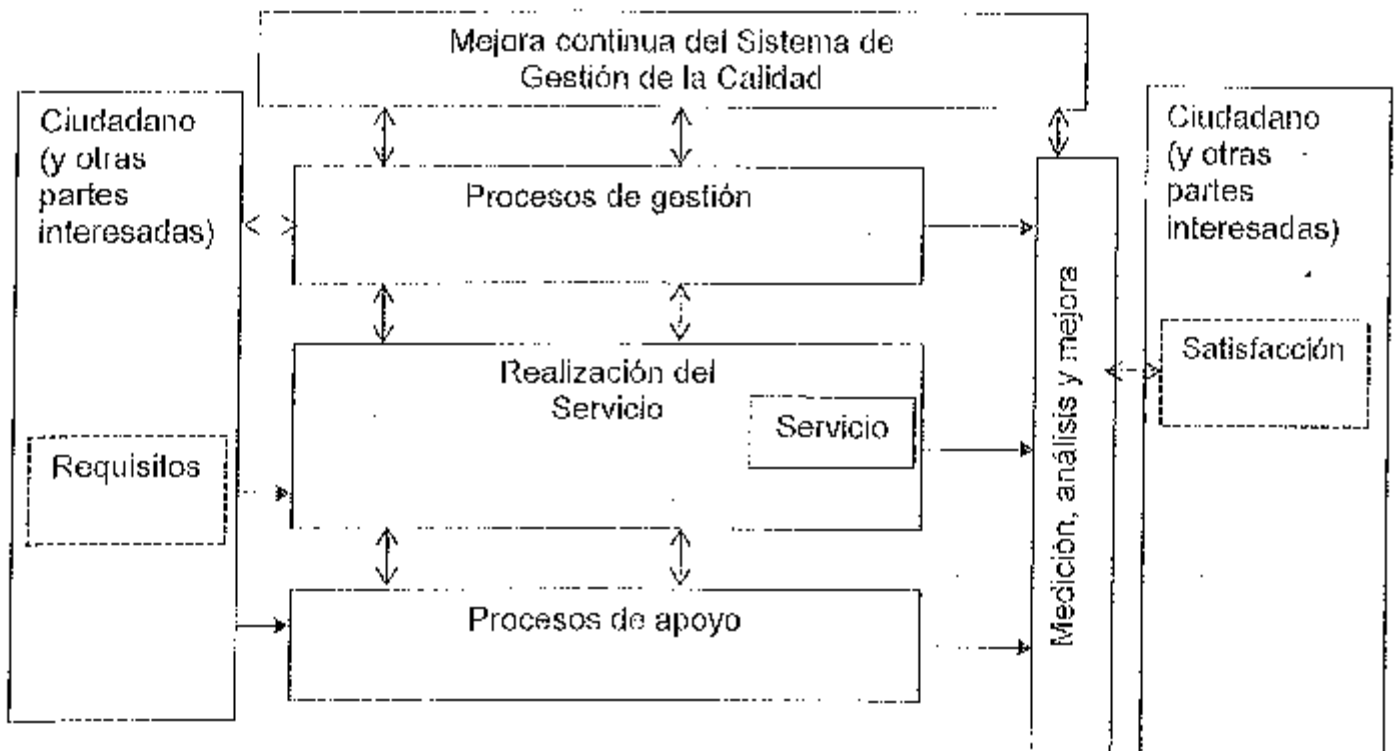 Mejora continua del Sistema de
Gestión de la Calidad
Ciudadano
(y otras
partes
interesadas)
Requisitos
Procesos de gestión
Realización del
Servicio
Servicio
Procesos de apoyo
Medición, análisis y mejora
Ciudadano
(y otras
partes
interesadas)
Satisfacción